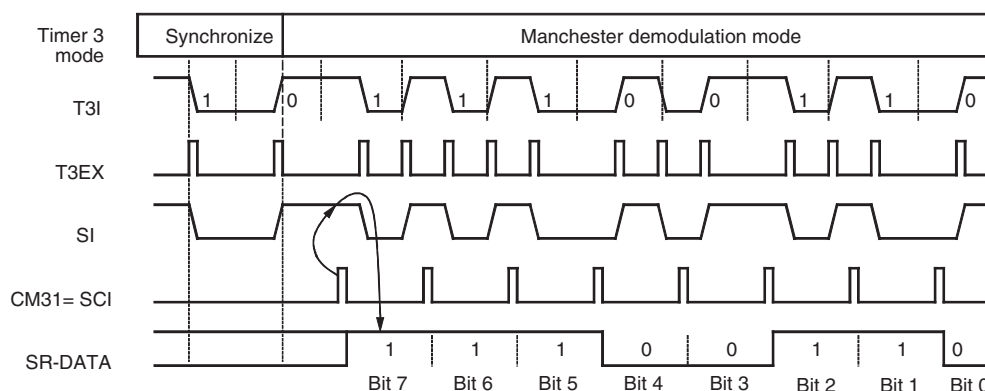 Timer 3
mode
Synchronize
Manchester demodulation mode
T3I
1 0 1 1 1 0 0 1 1 0
T3EX
SI
CM31= SCI
SR-DATA
1 1 1 0 0 1 1 0
Bit 7 Bit 6 Bit 5 Bit 4 Bit 3 Bit 2 Bit 1 Bit 0